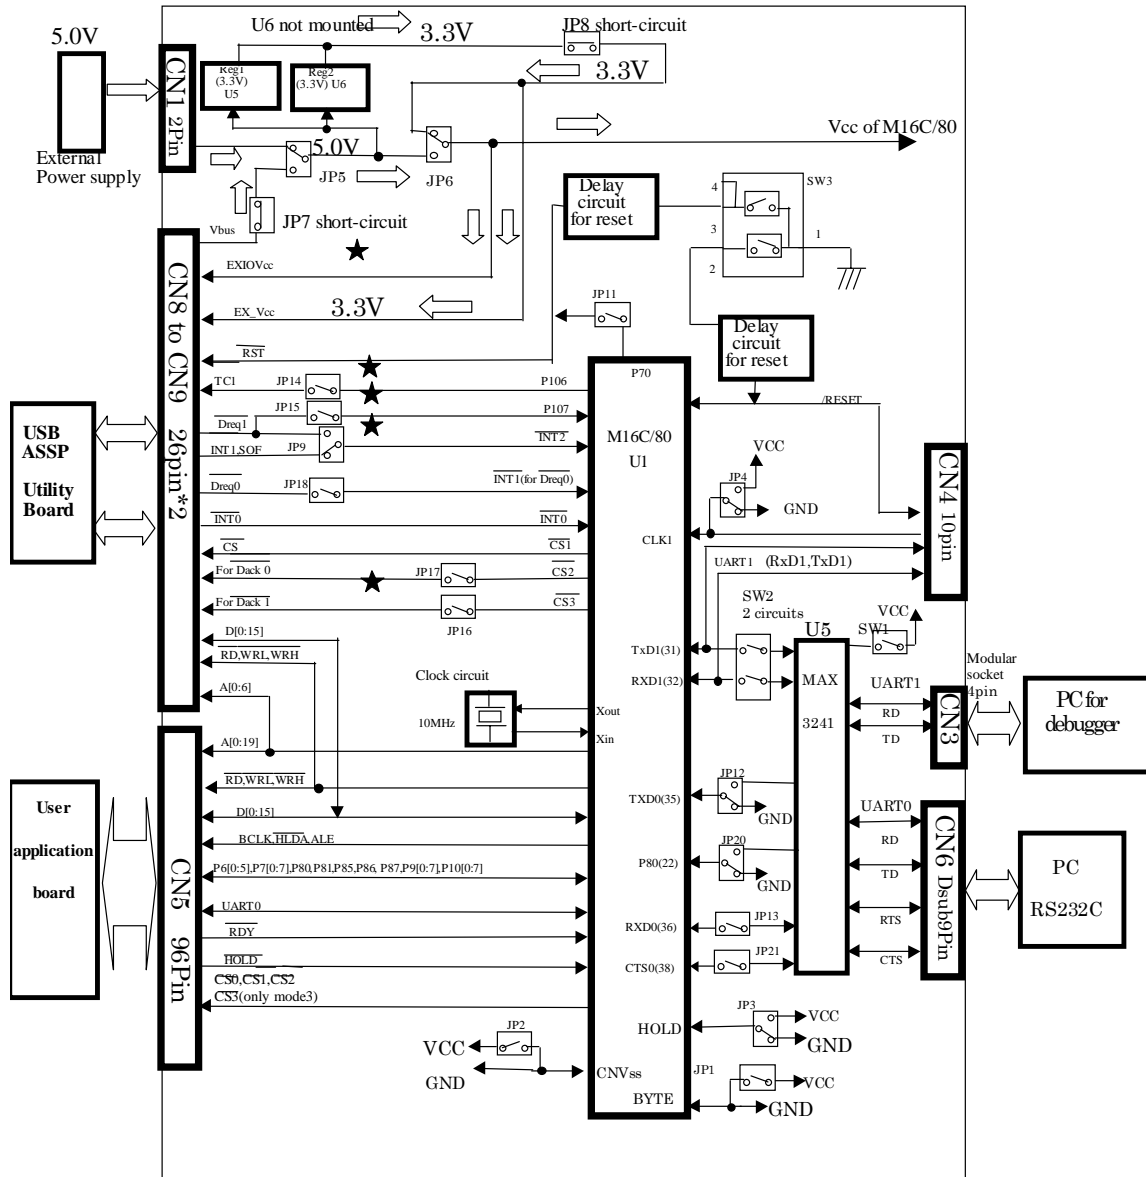 U6 not mounted
JP8 short-circuit
5.0V
3.3V
3.3V
Reg1
(3.3V)
U5
Reg2
(3.3V) U6
CN1 2Pin
Vcc of M16C/80
External
Power supply
5.0V
JP5
JP6
JP7 short-circuit
Vbus
Delay
circuit
for reset
SW3
4
3
2
1
EXIOVcc
EX_Vcc
3.3V
JP11
Delay
circuit
for reset
RST
CN8 to CN9 26pin*2
TC1
JP14
P106
P70
JP15
P107
/RESET
Dreq1
INT1,SOF
JP9
INT2
M16C/80
U1
USB
ASSP
Utility
Board
VCC
JP4
GND
Dreq0
JP18
INT1(for Dreq0)
CN4 10pin
INT0
INT0
CLK1
CS
CS1
UART1 (RxD1,TxD1)
For Dack 0
JP17
CS2
For Dack 1
JP16
CS3
SW2
2 circuits
VCC
U5
SW1
D[0:15]
TxD1(31)
RD,WRL,WRH
Modular
socket
4pin
Clock circuit
RXD1(32)
MAX
3241
UART1
RD
TD
CN3
PC for
debugger
A[0:6]
10MHz
Xout
Xin
A[0:19]
RD,WRL,WRH
JP12
TXD0(35)
GND
UART0
RD
User
application
board
D[0:15]
BCLK,HLDA,ALE
JP20
P80(22)
GND
TD
CN6 Dsub9Pin
PC
RS232C
P6[0:5],P7[0:7],P80,P81,P85,P86, P87,P9[0:7],P10[0:7]
CN5 96Pin
UART0
RXD0(36)
JP13
RTS
RDY
HOLD
CTS0(38)
JP21
CTS
CS0,CS1,CS2
CS3(only mode3)
JP3
VCC
HOLD
GND
JP2
VCC
GND
CNVss
JP1
VCC
BYTE
GND